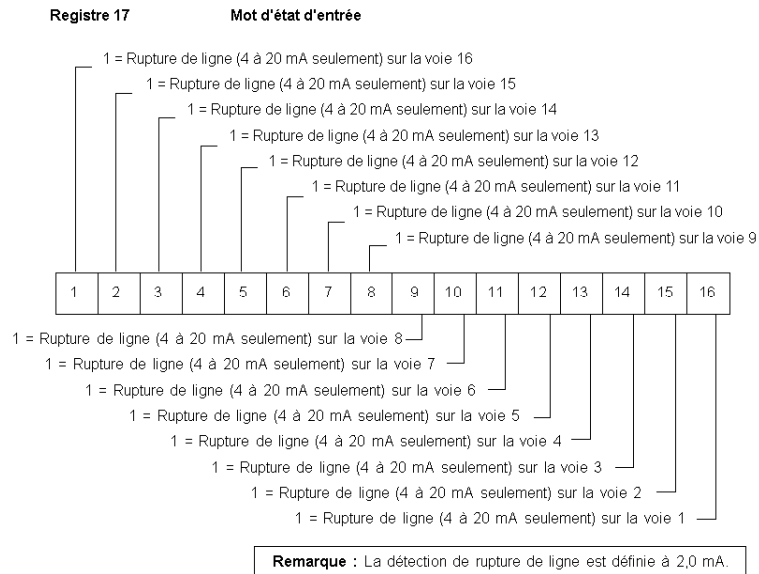 Registre 17 Mot d'état d'entrée
1 = Rupture de ligne (4 à 20 mA seulement) sur la voie 16
1 = Rupture de ligne (4 à 20 mA seulement) sur la voie 15
1 = Rupture de ligne (4 à 20 mA seulement) sur la voie 14
1 = Rupture de ligne (4 à 20 mA seulement) sur la voie 13
1 = Rupture de ligne (4 à 20 mA seulement) sur la voie 12
1 = Rupture de ligne (4 à 20 mA seulement) sur la voie 11
1 = Rupture de ligne (4 à 20 mA seulement) sur la voie 10
1 = Rupture de ligne (4 à 20 mA seulement) sur la voie 9
1 2 3 4 5 6 7 8 9 10 11 12 13 14 15 16
1 = Rupture de ligne (4 à 20 mA seulement) sur la voie 8
1 = Rupture de ligne (4 à 20 mA seulement) sur la voie 7
1 = Rupture de ligne (4 à 20 mA seulement) sur la voie 6
1 = Rupture de ligne (4 à 20 mA seulement) sur la voie 5
1 = Rupture de ligne (4 à 20 mA seulement) sur la voie 4
1 = Rupture de ligne (4 à 20 mA seulement) sur la voie 3
1 = Rupture de ligne (4 à 20 mA seulement) sur la voie 2
1 = Rupture de ligne (4 à 20 mA seulement) sur la voie 1
Remarque : La détection de rupture de ligne est définie à 2,0 mA.